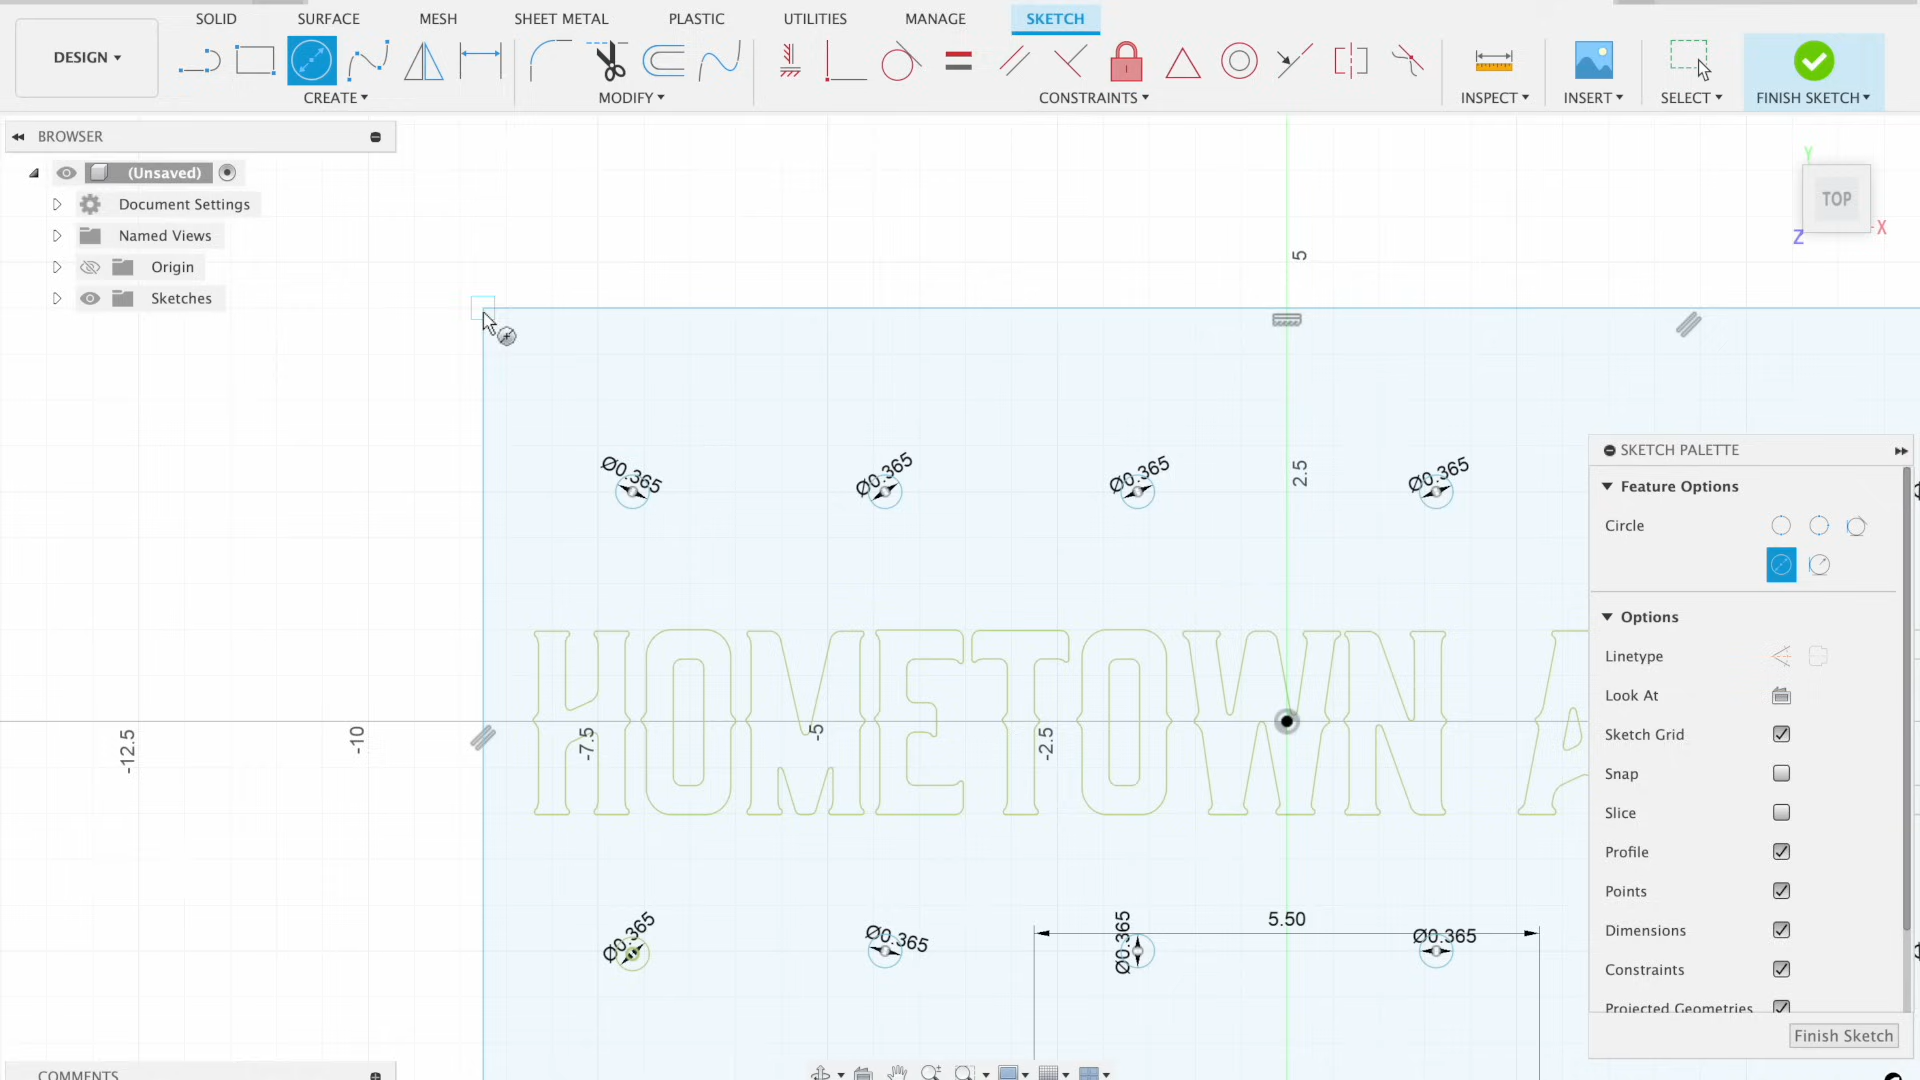 SOLID SURFACE MESH SHEET METAL PLASTIC UTILITIES MANAGE SKETCH
DESIGN
CREATE MODIFY CONSTRAINTS INSPECT INSERT SELECT FINISH SKETCH
BROWSER
(Unsaved)
Document Settings
Named Views
Origin
Sketches
Y
TOP
X
Z
5
2.5
Ø0.365 Ø0.365 Ø0.365 Ø0.365
HOMETOWN A
-12.5 -10 -7.5 -5 -2.5
Ø0.365 Ø0.365 Ø0.365 5.50 Ø0.365
SKETCH PALETTE
Feature Options
Circle
Options
Linetype
Look At
Sketch Grid
Snap
Slice
Profile
Points
Dimensions
Constraints
Projected Geometries
Finish Sketch
COMMENTS